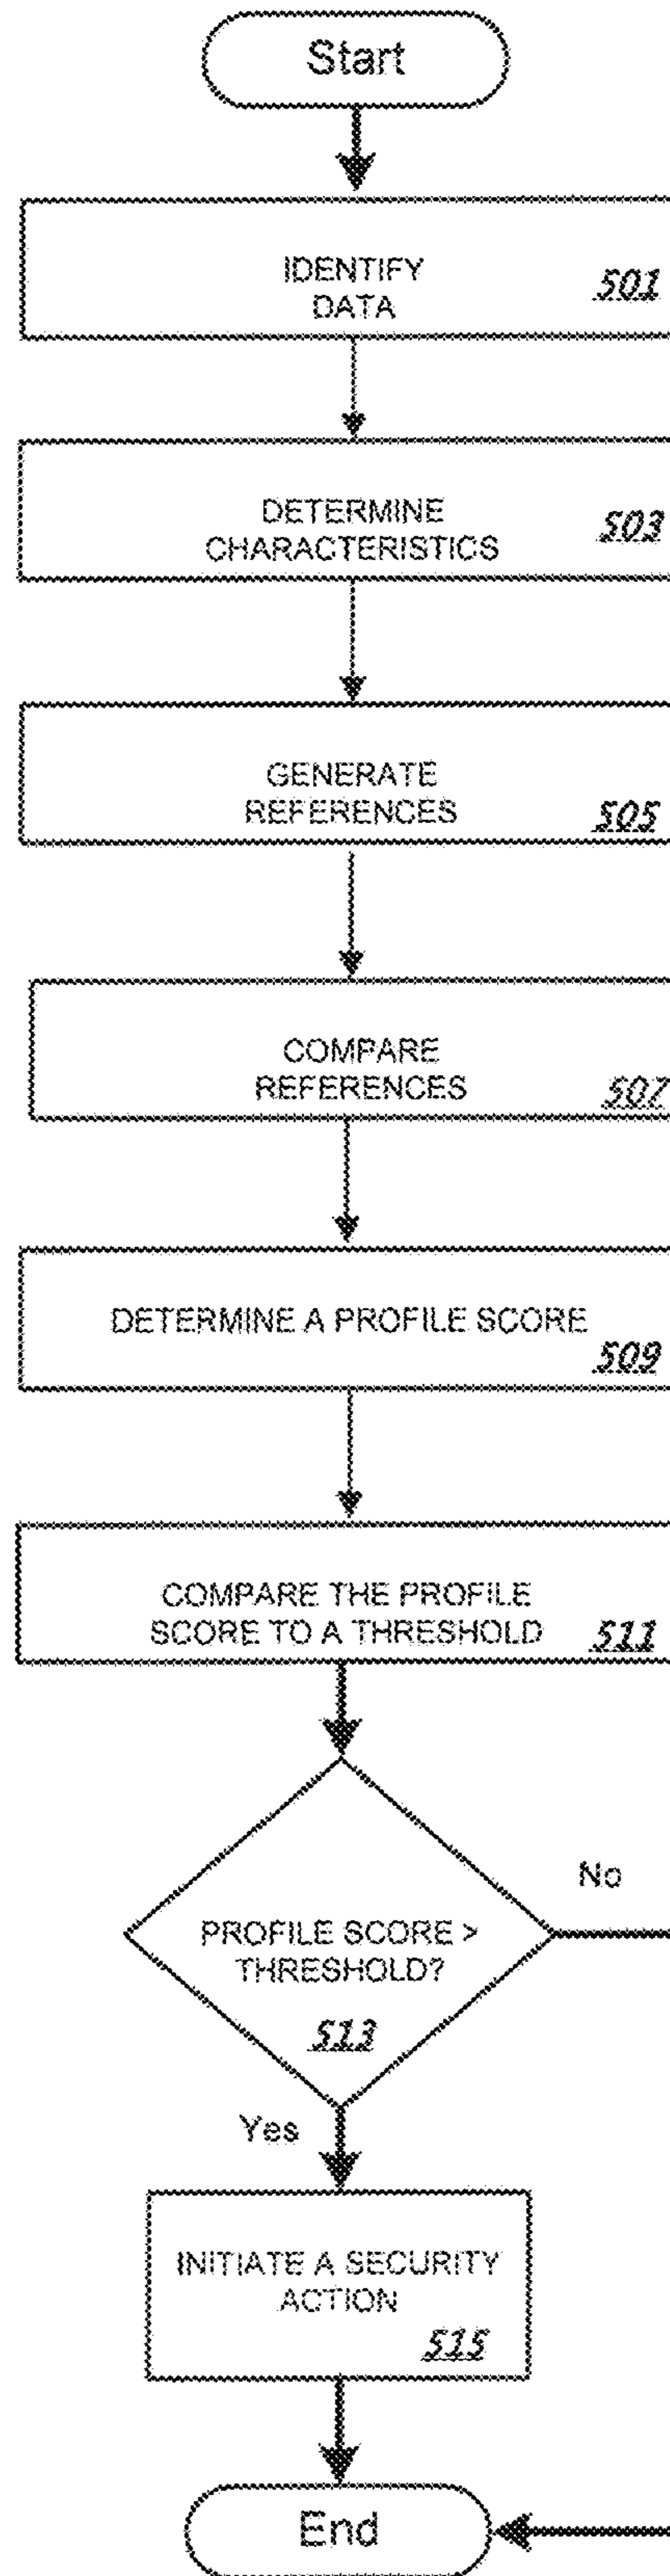 Start
IDENTIFY
DATA
501
DETERMINE
CHARACTERISTICS
503
GENERATE
REFERENCES
505
COMPARE
REFERENCES
507
DETERMINE A PROFILE SCORE
509
COMPARE THE PROFILE
SCORE TO A THRESHOLD
511
No
PROFILE SCORE >
THRESHOLD?
513
Yes
INITIATE A SECURITY
ACTION
515
End